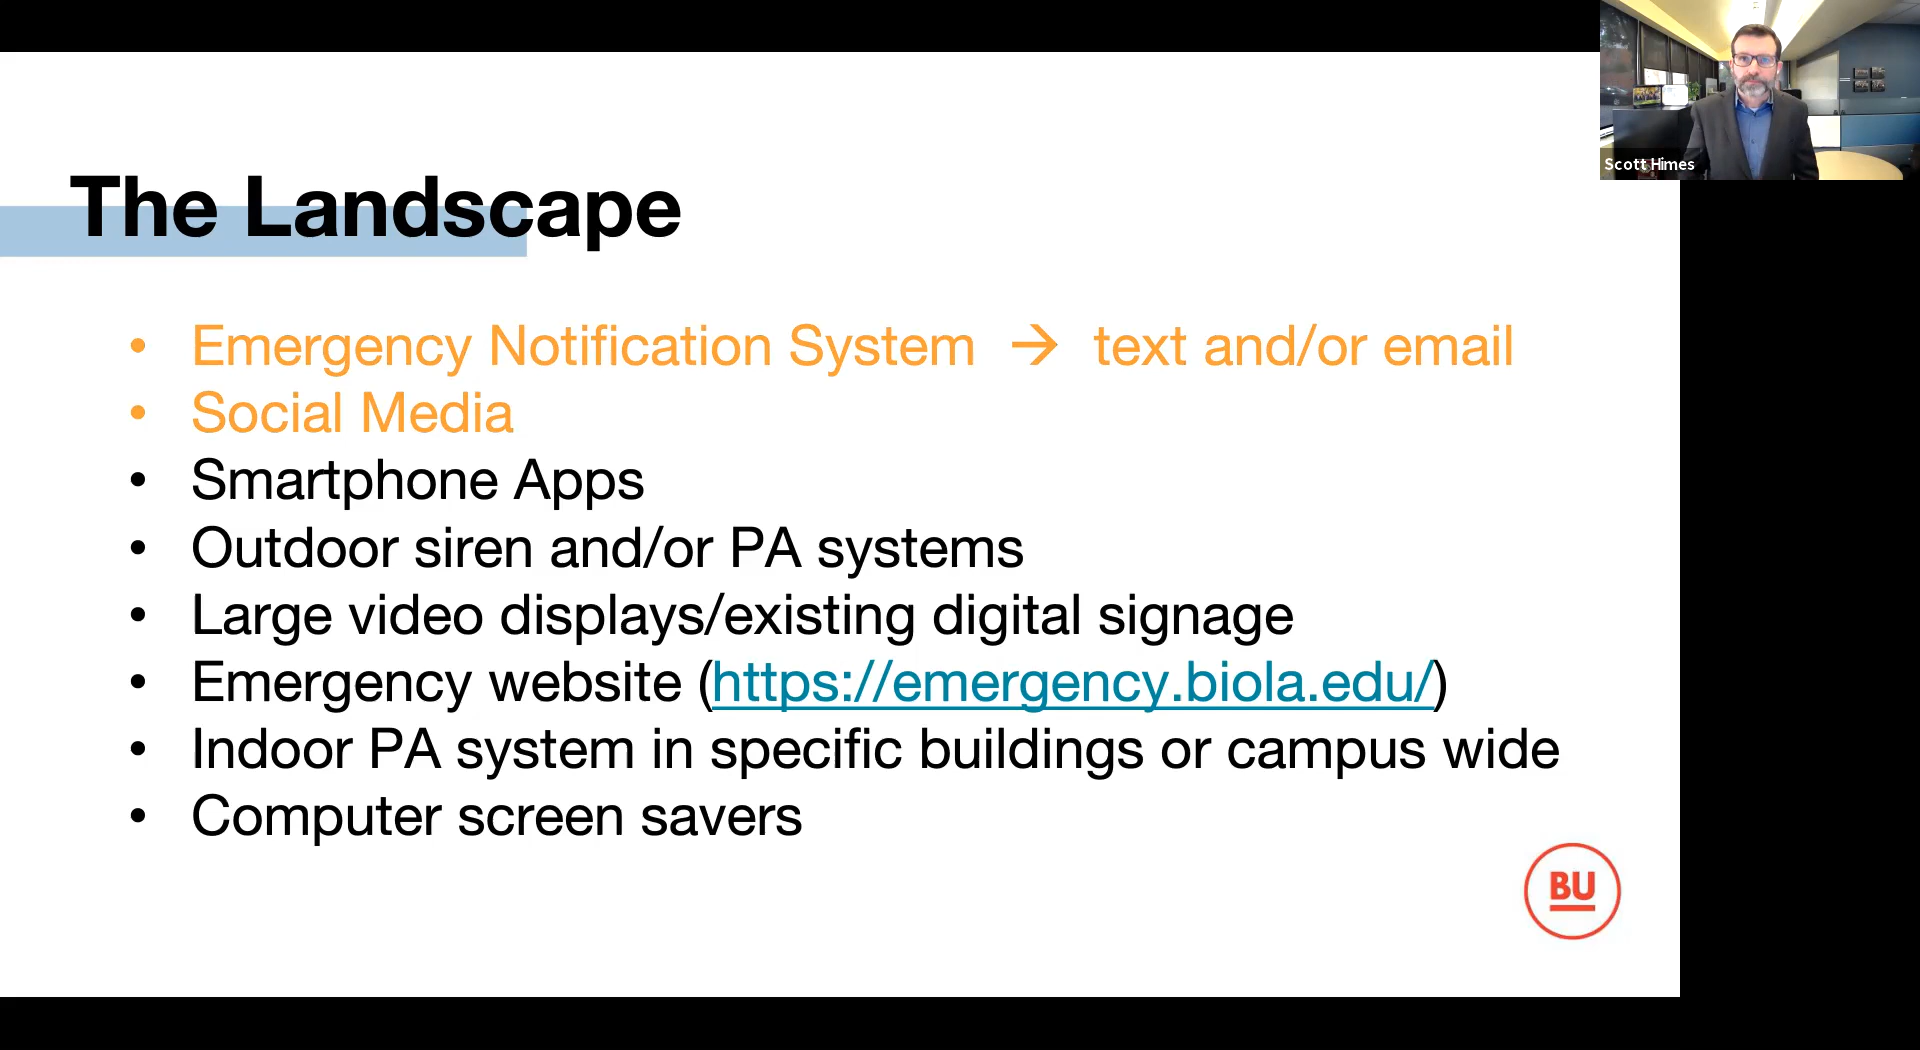 Scott Himes
The Landscape
• Emergency Notification System → text and/or email
• Social Media
• Smartphone Apps
• Outdoor siren and/or PA systems
• Large video displays/existing digital signage
• Emergency website (https://emergency.biola.edu/)
• Indoor PA system in specific buildings or campus wide
• Computer screen savers
BU